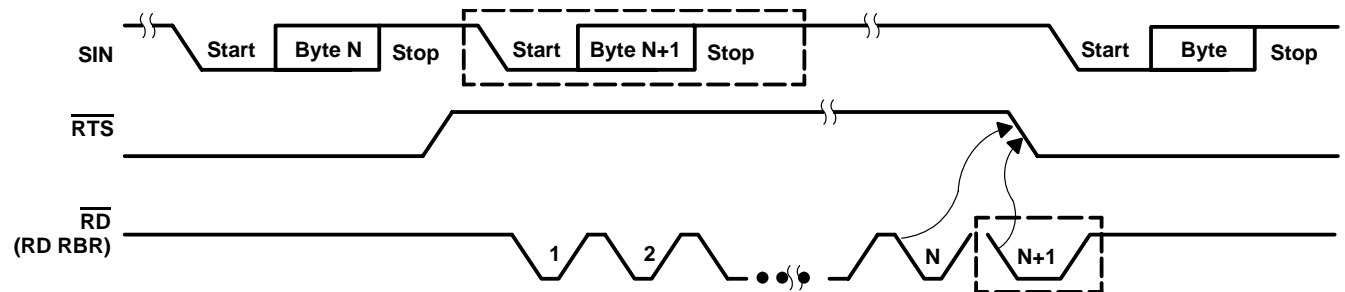 SIN Start Byte N Stop Start Byte N+1 Stop Start Byte Stop
RTS
RD
(RD RBR)
1 2 N N+1